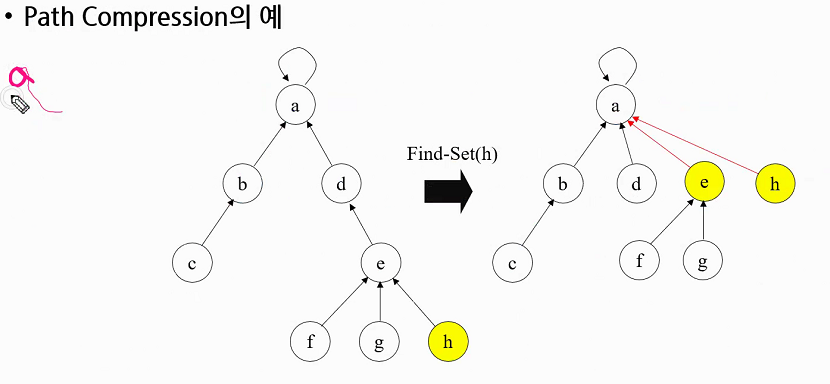 • Path Compression의 예
a
a
b
d
Find-Set(h)
b
d
e
h
c
e
c
f
g
f
g
h